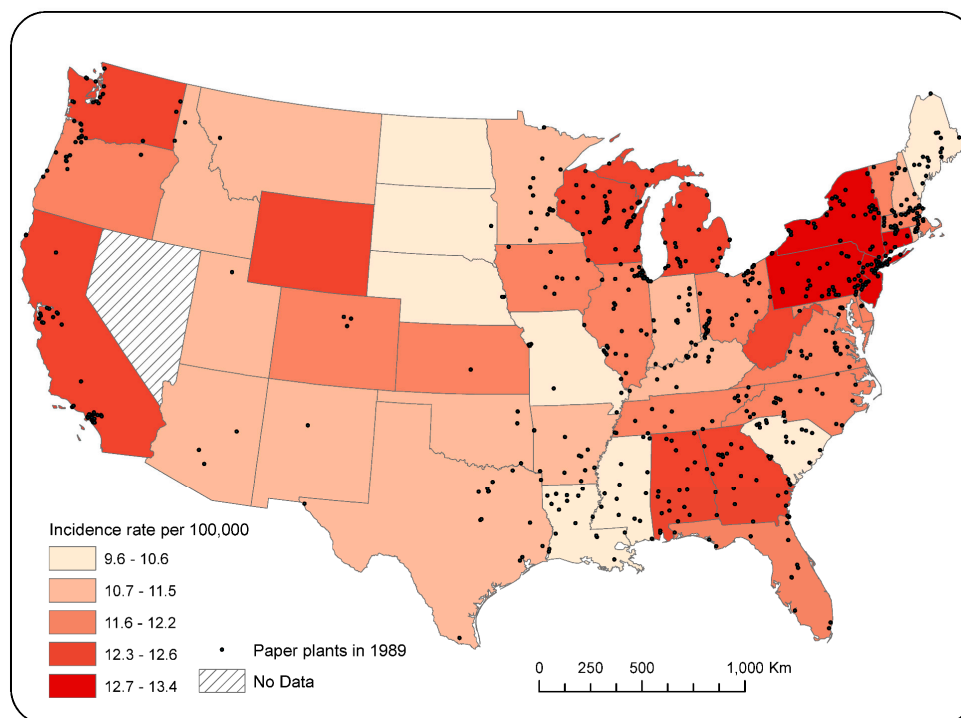 Incidence rate per 100,000
9.6 - 10.6
10.7 - 11.5
11.6 - 12.2
12.3 - 12.6
12.7 - 13.4
Paper plants in 1989
No Data
0 250 500 1,000 Km